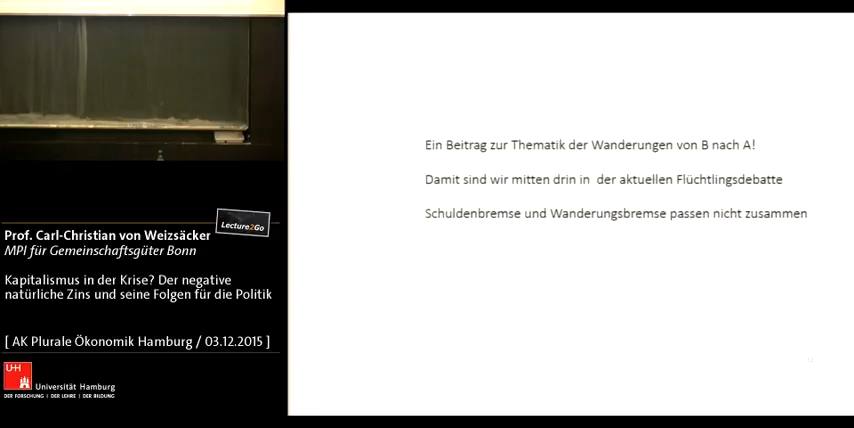 Lecture2Go
Prof. Carl-Christian von Weizsäcker
MPI für Gemeinschaftsgüter Bonn
Kapitalismus in der Krise? Der negative
natürliche Zins und seine Folgen für die Politik
[ AK Plurale Ökonomik Hamburg / 03.12.2015 ]
UH
Universität Hamburg
DER FORSCHUNG | DER LEHRE | DER BILDUNG
Ein Beitrag zur Thematik der Wanderungen von B nach A!
Damit sind wir mitten drin in  der aktuellen Flüchtlingsdebatte
Schuldenbremse und Wanderungsbremse passen nicht zusammen